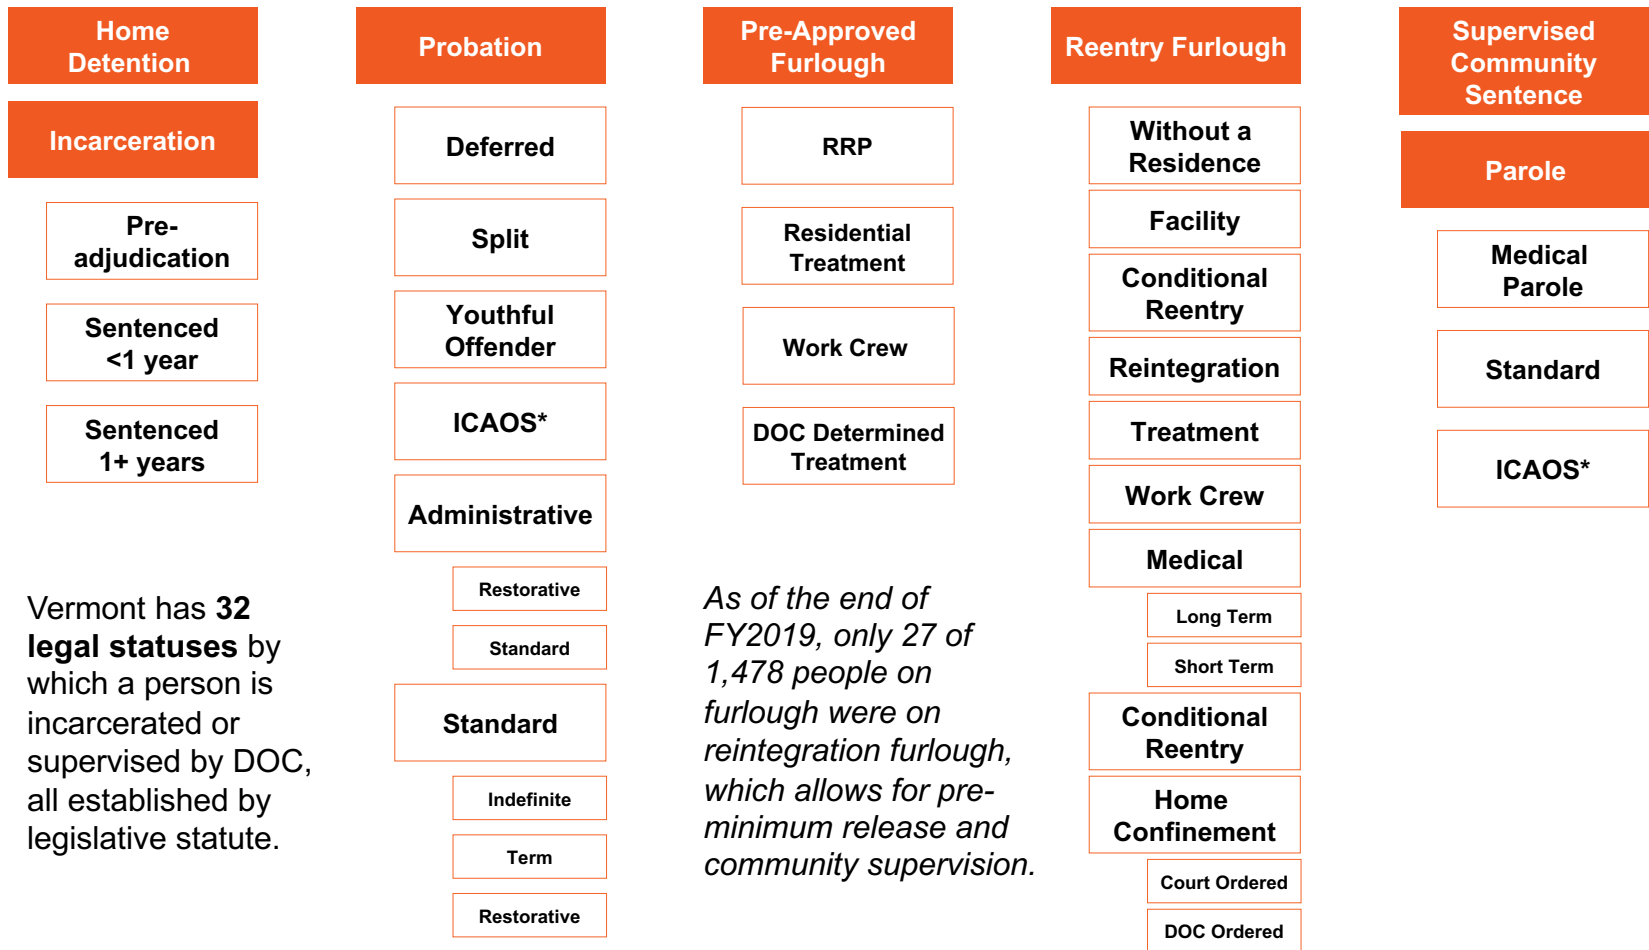 Home
Detention
Incarceration
Pre-
adjudication
Sentenced
<1 year
Sentenced
1+ years
Vermont has 32
legal statuses by
which a person is
incarcerated or
supervised by DOC,
all established by
legislative statute.
Probation
Deferred
Split
Youthful
Offender
ICAOS*
Administrative
Restorative
Standard
Standard
Indefinite
Term
Restorative
Pre-Approved
Furlough
RRP
Residential
Treatment
Work Crew
DOC Determined
Treatment
As of the end of
FY2019, only 27 of
1,478 people on
furlough were on
reintegration furlough,
which allows for pre-
minimum release and
community supervision.
Reentry Furlough
Without a
Residence
Facility
Conditional
Reentry
Reintegration
Treatment
Work Crew
Medical
Long Term
Short Term
Conditional
Reentry
Home
Confinement
Court Ordered
DOC Ordered
Supervised
Community
Sentence
Parole
Medical
Parole
Standard
ICAOS*